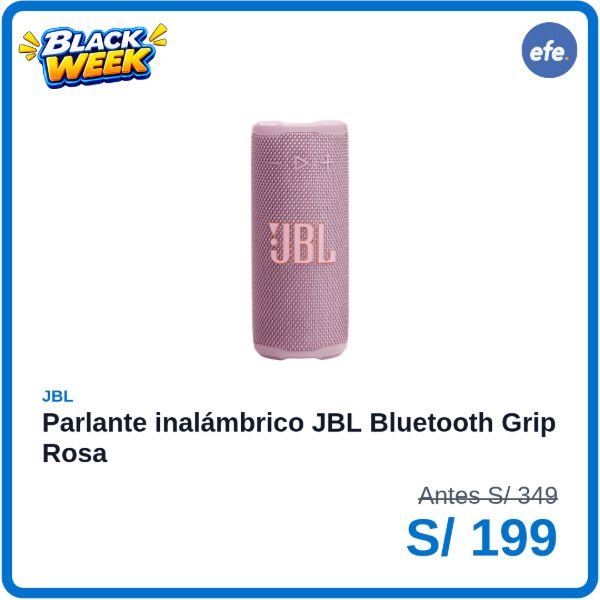 BLACK
WEEK
efe.
JBL
JBL
Parlante inalámbrico JBL Bluetooth Grip
Rosa
Antes S/ 349
S/ 199